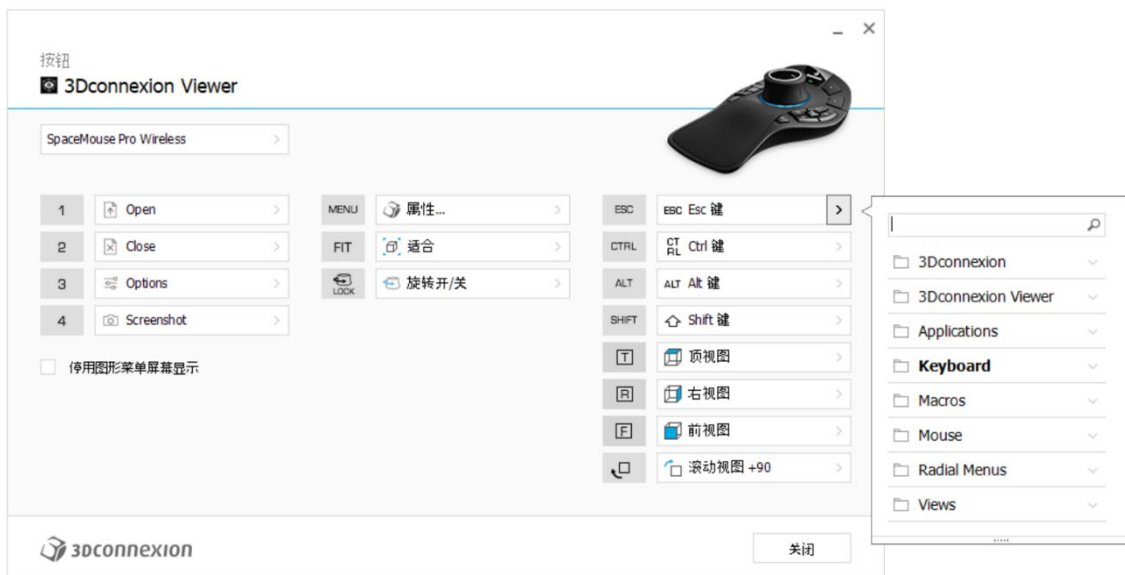 按钮
3Dconnexion Viewer
SpaceMouse Pro Wireless
1 Open
2 Close
3 Options
4 Screenshot
停用图形菜单屏幕显示
MENU 属性...
FIT 适合
LOCK 旋转开/关
ESC ESC Esc 键
CTRL CTRL Ctrl 键
ALT ALT Alt 键
SHIFT Shift 键
T 顶视图
R 右视图
F 前视图
滚动视图 +90
3Dconnexion
3Dconnexion Viewer
Applications
Keyboard
Macros
Mouse
Radial Menus
Views
3Dconnexion
关闭